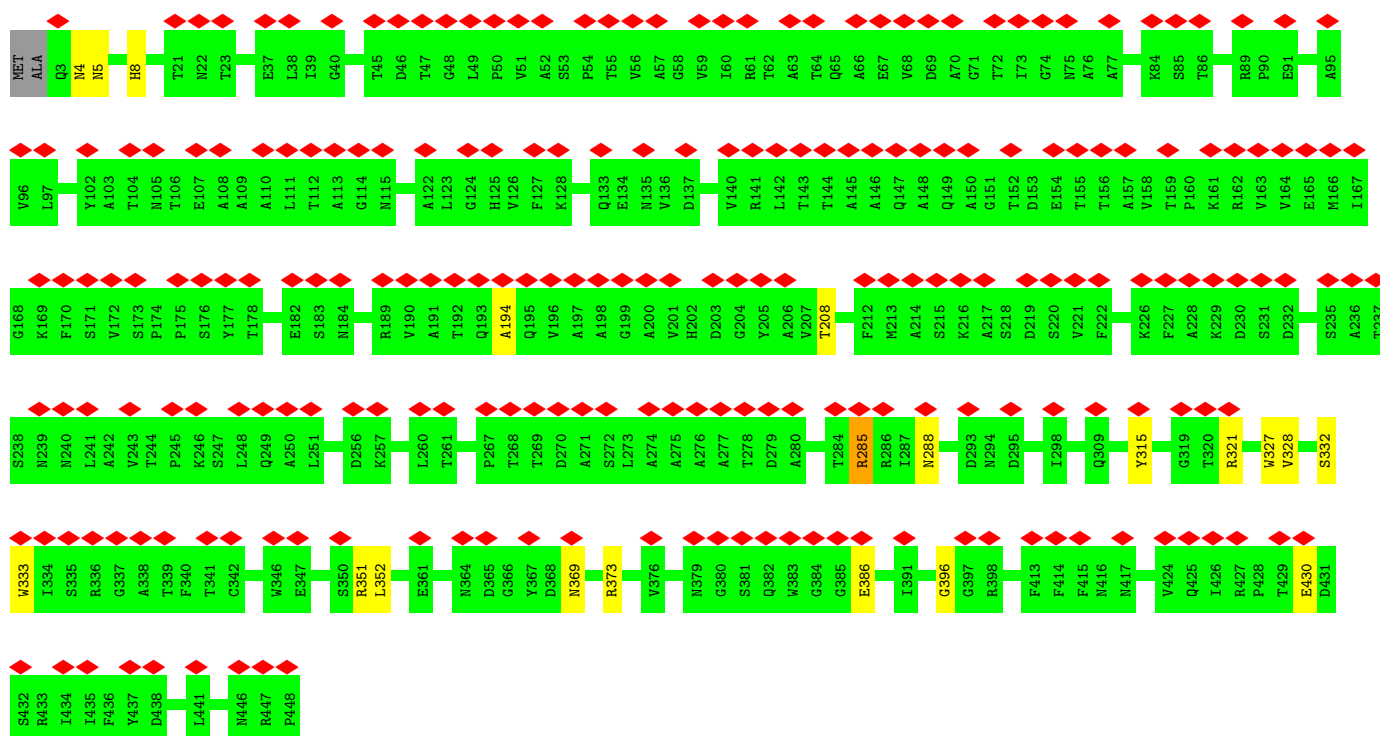 MET ALA Q3 N4 N5 H8 T21 N22 T23 E37 L38 I39 G40 T45 D46 T47 G48 L49 P50 V51 A52 S53 P54 T55 V56 A57 G58 V59 I60 R61 T62 A63 T64 Q65 A66 E67 V68 D69 A70 G71 T72 I73 G74 N75 A76 A77 K84 S85 T86 R89 P90 E91 A95
V96 L97 Y102 A103 T104 N105 T106 E107 A108 A109 A110 L111 T112 A113 G114 N115 A122 L123 G124 H125 V126 F127 K128 Q133 E134 N135 V136 D137 V140 R141 L142 T143 T144 A145 A146 Q147 A148 Q149 A150 G151 T152 D153 E154 T155 T156 A157 V158 T159 P160 K161 R162 V163 V164 E165 M166 I167
G168 K169 F170 S171 V172 S173 P174 P175 S176 Y177 T178 E182 S183 N184 R189 V190 A191 T192 Q193 A194 Q195 V196 A197 A198 G199 A200 V201 H202 D203 G204 Y205 A206 V207 T208 F212 M213 A214 S215 K216 A217 S218 D219 S220 V221 F222 K226 F227 A228 K229 D230 S231 D232 S235 A236 T237
S238 N239 N240 L241 A242 V243 T244 P245 K246 S247 L248 Q249 A250 L251 D256 K257 L260 T261 P267 T268 T269 D270 A271 S272 L273 A274 A275 A276 A277 T278 D279 A280 T284 R285 R286 I287 N288 D293 N294 D295 I298 Q309 Y315 G319 T320 R321 W327 V328 S332
W333 I334 S335 R336 G337 A338 T339 F340 T341 C342 W346 E347 S350 R351 L352 E361 N364 D365 G366 Y367 D368 N369 R373 V376 N379 G380 S381 Q382 W383 G384 G385 E386 I391 G396 G397 R398 F413 F414 F415 N416 N417 V424 Q425 I426 R427 P428 T429 E430 D431
S432 R433 I434 I435 F436 Y437 D438 L441 N446 R447 P448